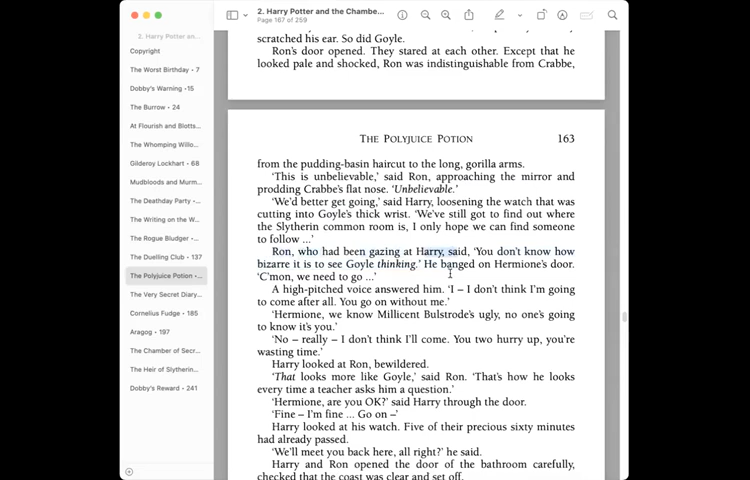 2. Harry Potter and the Chambe...
Page 167 of 259
2. Harry Potter an...
Copyright
The Worst Birthday • 7
Dobby's Warning •15
The Burrow • 24
At Flourish and Blotts...
The Whomping Willo...
Gilderoy Lockhart • 68
Mudbloods and Murm...
The Deathday Party •...
The Writing on the W...
The Rogue Bludger •...
The Duelling Club • 137
The Polyjuice Potion •...
The Very Secret Diary...
Cornelius Fudge • 185
Aragog • 197
The Chamber of Secr...
The Heir of Slytherin...
Dobby's Reward • 241
scratched his ear. So did Goyle.
Ron's door opened. They stared at each other. Except that he
looked pale and shocked, Ron was indistinguishable from Crabbe,
THE POLYJUICE POTION 163
from the pudding-basin haircut to the long, gorilla arms.
'This is unbelievable,' said Ron, approaching the mirror and
prodding Crabbe's flat nose. 'Unbelievable.'
'We'd better get going,' said Harry, loosening the watch that was
cutting into Goyle's thick wrist. 'We've still got to find out where
the Slytherin common room is, I only hope we can find someone
to follow ...'
Ron, who had been gazing at Harry, said, 'You don't know how
bizarre it is to see Goyle thinking.' He banged on Hermione's door.
'C'mon, we need to go ...'
A high-pitched voice answered him. 'I – I don't think I'm going
to come after all. You go on without me.'
'Hermione, we know Millicent Bulstrode's ugly, no one's going
to know it's you.'
'No – really – I don't think I'll come. You two hurry up, you're
wasting time.'
Harry looked at Ron, bewildered.
'That looks more like Goyle,' said Ron. 'That's how he looks
every time a teacher asks him a question.'
'Hermione, are you OK?' said Harry through the door.
'Fine – I'm fine ... Go on –'
Harry looked at his watch. Five of their precious sixty minutes
had already passed.
'We'll meet you back here, all right?' he said.
Harry and Ron opened the door of the bathroom carefully,
checked that the coast was clear and set off.